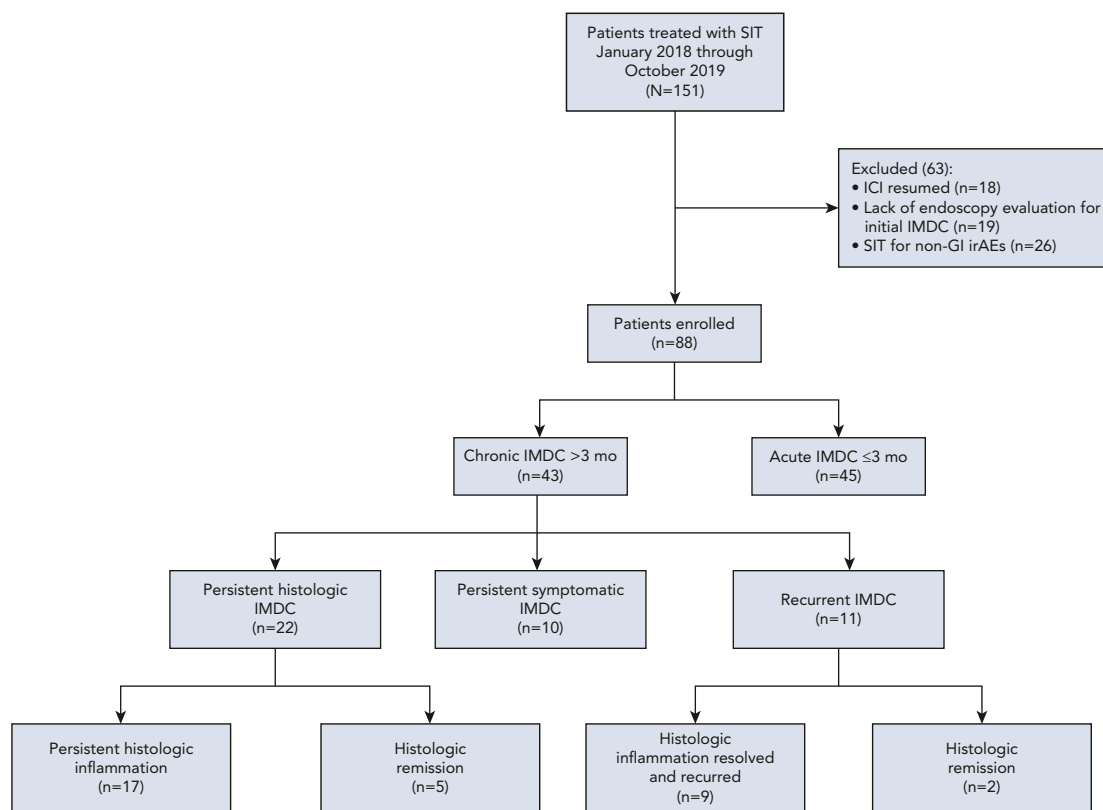 Patients treated with SIT
January 2018 through
October 2019
(N=151)
Excluded (63):
• ICI resumed (n=18)
• Lack of endoscopy evaluation for
initial IMDC (n=19)
• SIT for non-GI irAEs (n=26)
Patients enrolled
(n=88)
Chronic IMDC >3 mo
(n=43)
Acute IMDC ≤3 mo
(n=45)
Persistent histologic
IMDC
(n=22)
Persistent symptomatic
IMDC
(n=10)
Recurrent IMDC
(n=11)
Persistent histologic
inflammation
(n=17)
Histologic
remission
(n=5)
Histologic
inflammation resolved
and recurred
(n=9)
Histologic
remission
(n=2)